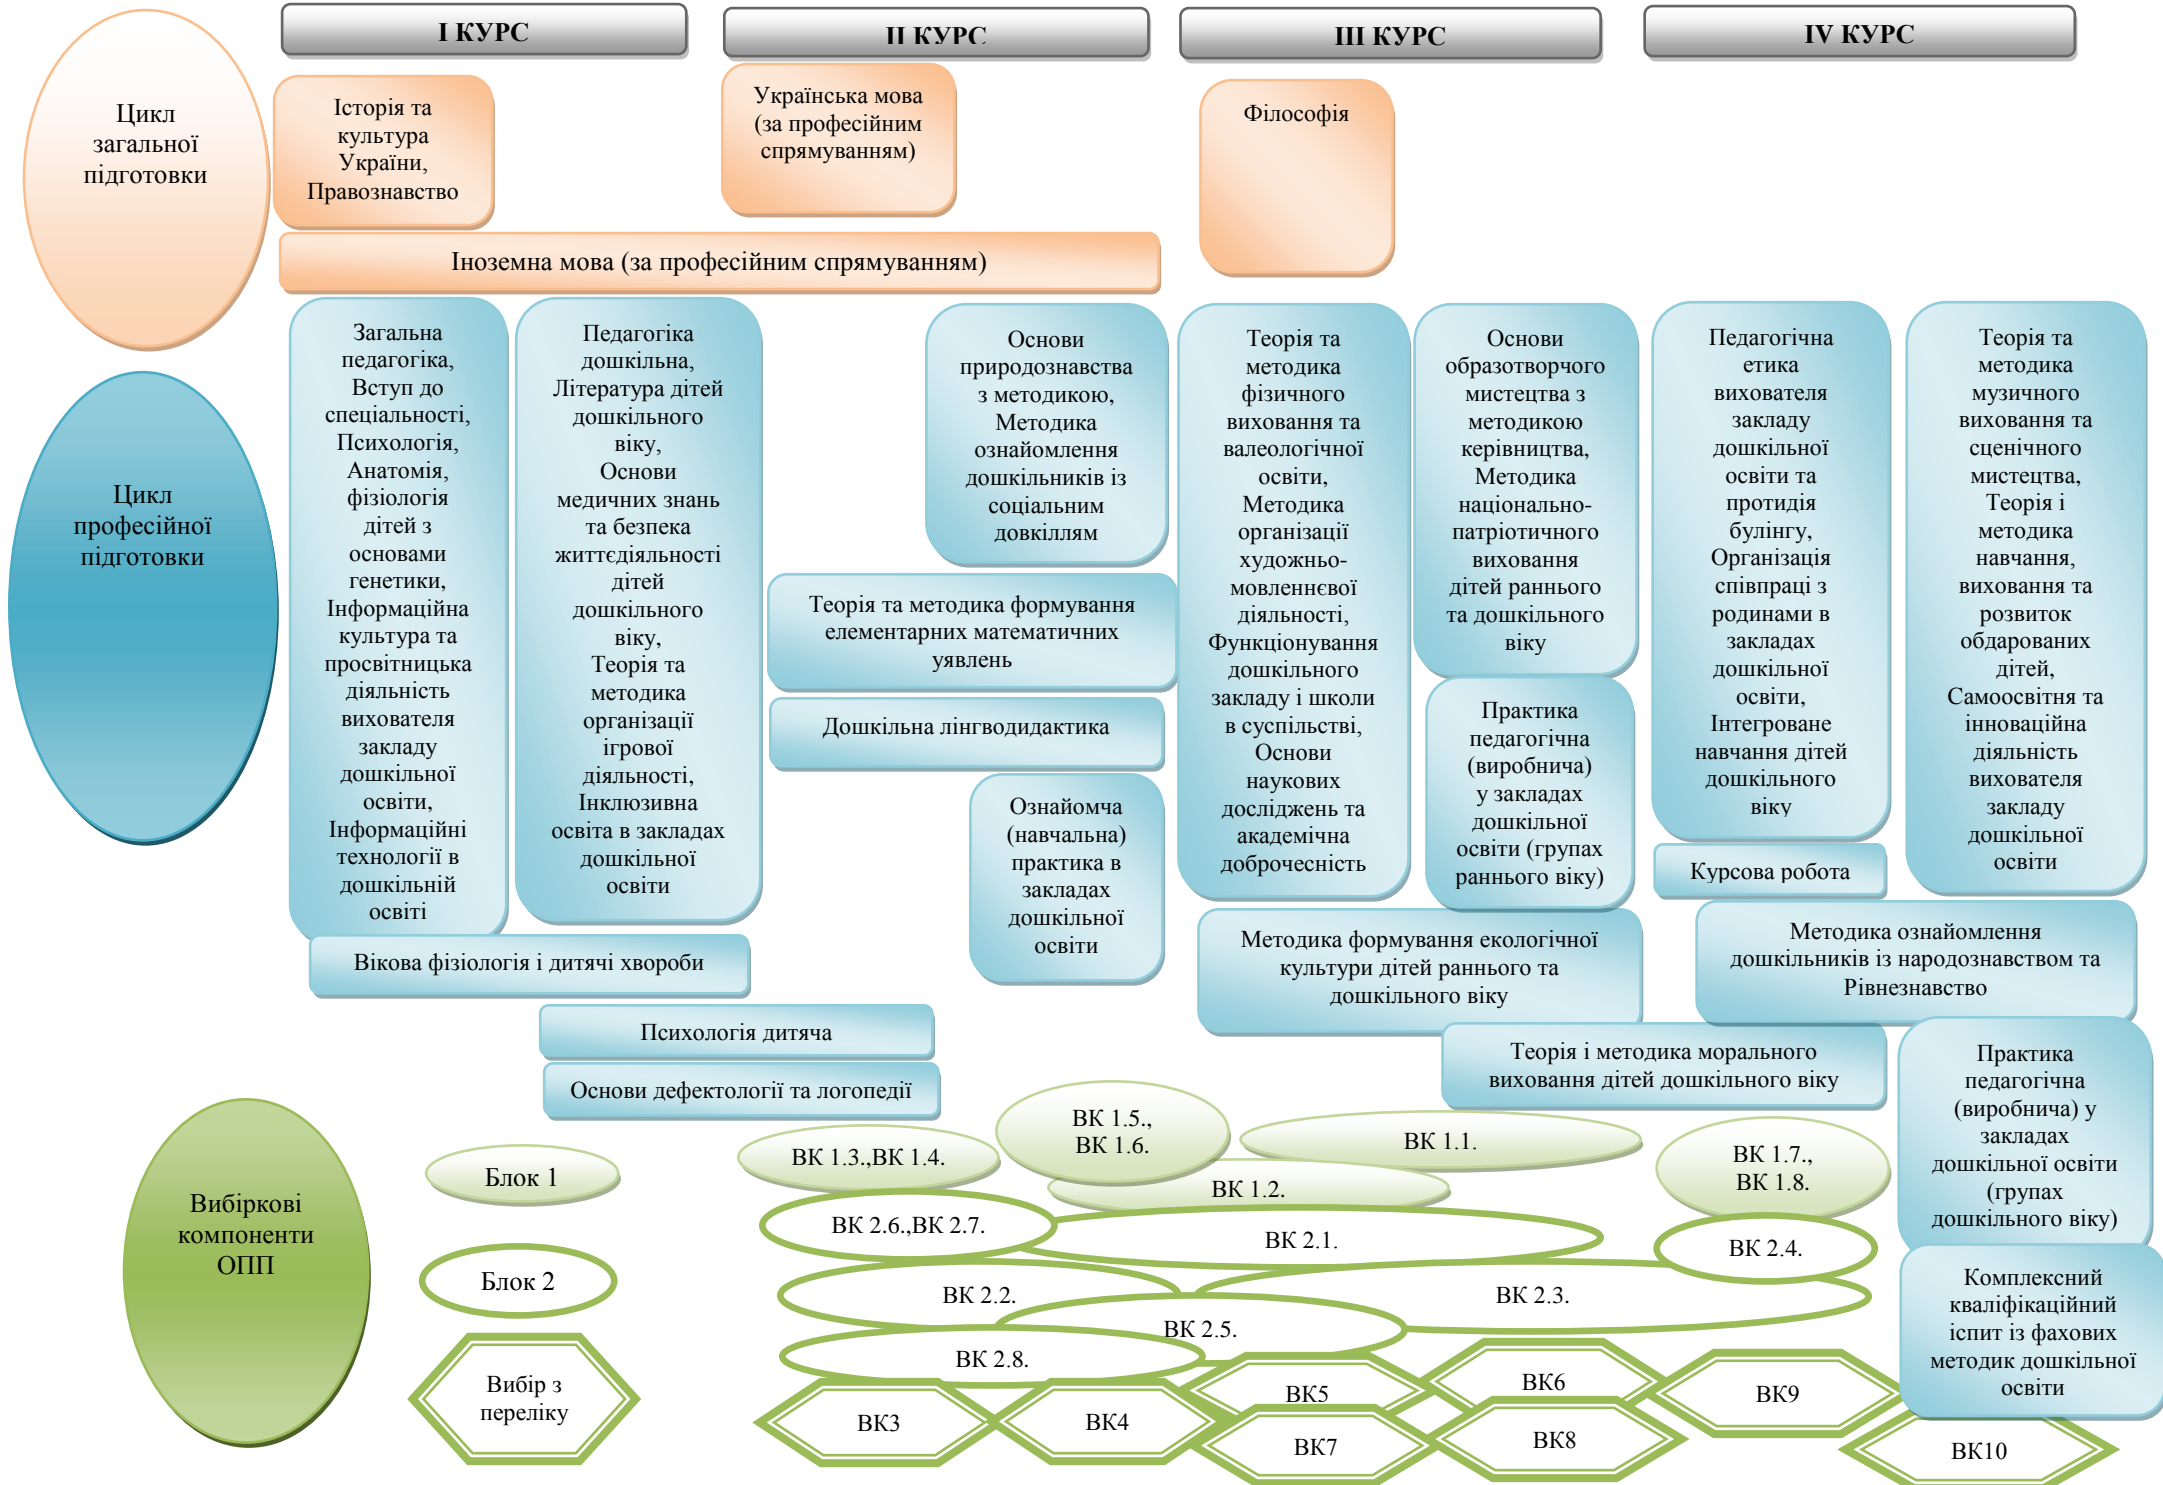 І КУРС
ІІ КУРС
ІІІ КУРС
IV КУРС
Цикл
загальної
підготовки
Історія та
культура
України,
Правознавство
Українська мова
(за професійним
спрямуванням)
Філософія
Іноземна мова (за професійним спрямуванням)
Цикл
професійної
підготовки
Загальна
педагогіка,
Вступ до
спеціальності,
Психологія,
Анатомія,
фізіологія
дітей з
основами
генетики,
Інформаційна
культура та
просвітницька
діяльність
вихователя
закладу
дошкільної
освіти,
Інформаційні
технології в
дошкільній
освіті
Педагогіка
дошкільна,
Література дітей
дошкільного
віку,
Основи
медичних знань
та безпека
життєдіяльності
дітей
дошкільного
віку,
Теорія та
методика
організації
ігрової
діяльності,
Інклюзивна
освіта в закладах
дошкільної
освіти
Основи
природознавства
з методикою,
Методика
ознайомлення
дошкільників із
соціальним
довкіллям
Теорія та методика формування
елементарних математичних
уявлень
Дошкільна лінгводидактика
Ознайомча
(навчальна)
практика в
закладах
дошкільної
освіти
Теорія та
методика
фізичного
виховання та
валеологічної
освіти,
Методика
організації
художньо-
мовленнєвої
діяльності,
Функціонування
дошкільного
закладу і школи
в суспільстві,
Основи
наукових
досліджень та
академічна
доброчесність
Основи
образотворчого
мистецтва з
методикою
керівництва,
Методика
національно-
патріотичного
виховання
дітей раннього
та дошкільного
віку
Практика
педагогічна
(виробнича)
у закладах
дошкільної
освіти (групах
раннього віку)
Педагогічна
етика
вихователя
закладу
дошкільної
освіти та
протидія
булінгу,
Організація
співпраці з
родинами в
закладах
дошкільної
освіти,
Інтегроване
навчання дітей
дошкільного
віку
Курсова робота
Теорія та
методика
музичного
виховання та
сценічного
мистецтва,
Теорія і
методика
навчання,
виховання та
розвиток
обдарованих
дітей,
Самоосвітня та
інноваційна
діяльність
вихователя
закладу
дошкільної
освіти
Вікова фізіологія і дитячі хвороби
Психологія дитяча
Основи дефектології та логопедії
Методика формування екологічної
культури дітей раннього та
дошкільного віку
Методика ознайомлення
дошкільників із народознавством та
Рівнезнавство
Теорія і методика морального
виховання дітей дошкільного віку
Практика
педагогічна
(виробнича) у
закладах
дошкільної освіти
(групах
дошкільного віку)
Комплексний
кваліфікаційний
іспит із фахових
методик дошкільної
освіти
Вибіркові
компоненти
ОПП
Блок 1
ВК 1.3.,ВК 1.4.
ВК 1.5.,
ВК 1.6.
ВК 1.1.
ВК 1.2.
ВК 1.7.,
ВК 1.8.
Блок 2
ВК 2.6.,ВК 2.7.
ВК 2.1.
ВК 2.4.
ВК 2.2.
ВК 2.3.
ВК 2.5.
ВК 2.8.
Вибір з
переліку
ВК3
ВК4
ВК5
ВК6
ВК7
ВК8
ВК9
ВК10